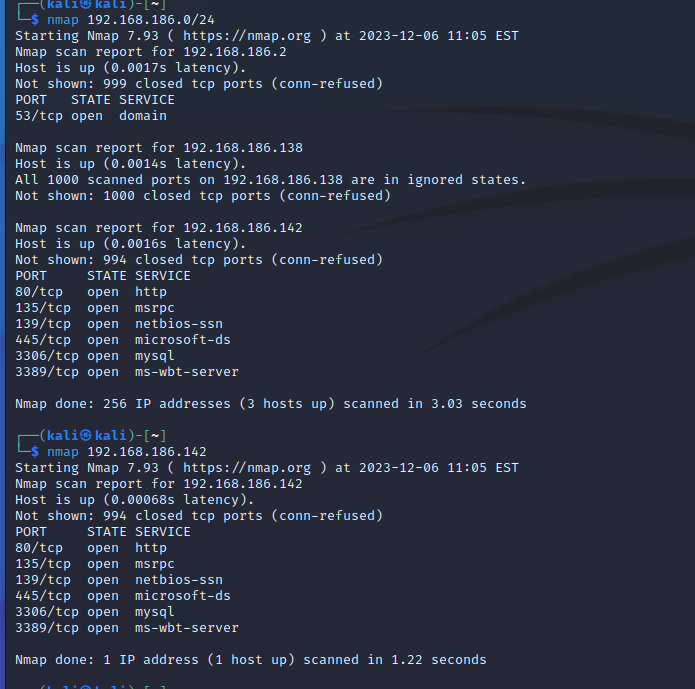 ┌──(kali㉿kali)-[~]
└─$ nmap 192.168.186.0/24
Starting Nmap 7.93 ( https://nmap.org ) at 2023-12-06 11:05 EST
Nmap scan report for 192.168.186.2
Host is up (0.0017s latency).
Not shown: 999 closed tcp ports (conn-refused)
PORT   STATE SERVICE
53/tcp open  domain

Nmap scan report for 192.168.186.138
Host is up (0.0014s latency).
All 1000 scanned ports on 192.168.186.138 are in ignored states.
Not shown: 1000 closed tcp ports (conn-refused)

Nmap scan report for 192.168.186.142
Host is up (0.0016s latency).
Not shown: 994 closed tcp ports (conn-refused)
PORT     STATE SERVICE
80/tcp   open  http
135/tcp  open  msrpc
139/tcp  open  netbios-ssn
445/tcp  open  microsoft-ds
3306/tcp open  mysql
3389/tcp open  ms-wbt-server

Nmap done: 256 IP addresses (3 hosts up) scanned in 3.03 seconds

┌──(kali㉿kali)-[~]
└─$ nmap 192.168.186.142
Starting Nmap 7.93 ( https://nmap.org ) at 2023-12-06 11:05 EST
Nmap scan report for 192.168.186.142
Host is up (0.00068s latency).
Not shown: 994 closed tcp ports (conn-refused)
PORT     STATE SERVICE
80/tcp   open  http
135/tcp  open  msrpc
139/tcp  open  netbios-ssn
445/tcp  open  microsoft-ds
3306/tcp open  mysql
3389/tcp open  ms-wbt-server

Nmap done: 1 IP address (1 host up) scanned in 1.22 seconds